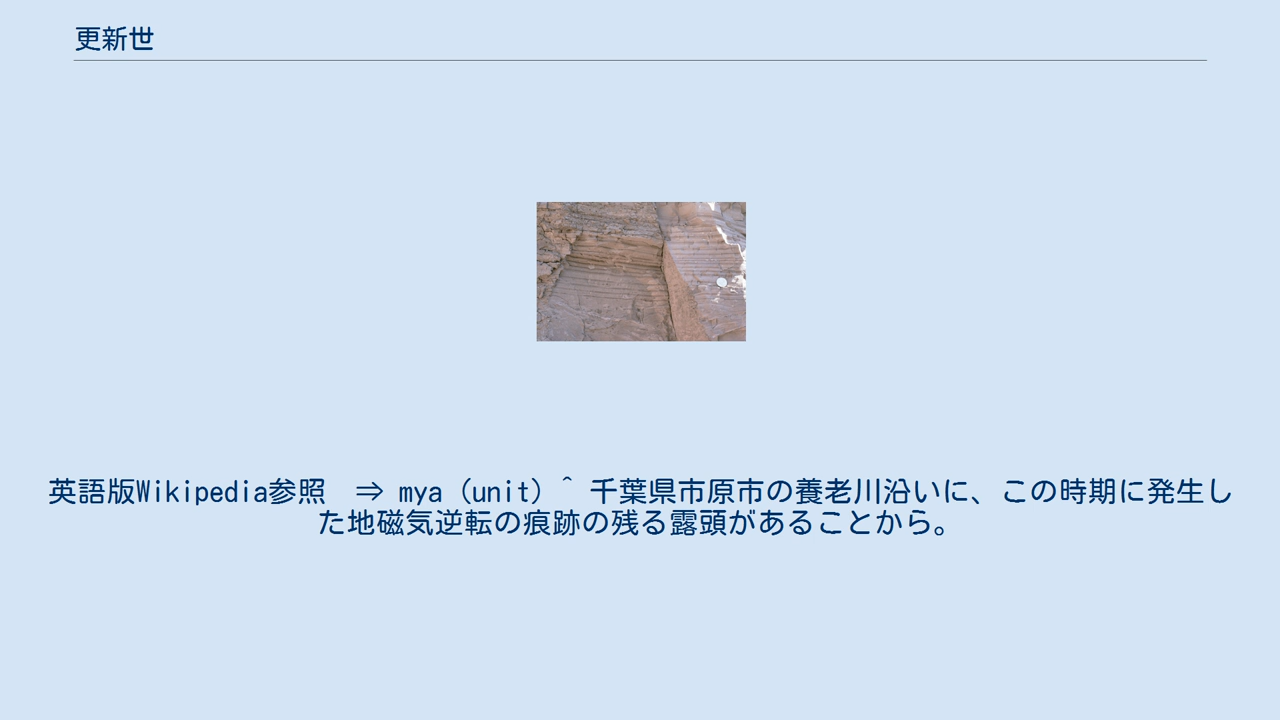 更新世
英語版Wikipedia参照　⇒ mya (unit) ^ 千葉県市原市の養老川沿いに、この時期に発生し
た地磁気逆転の痕跡の残る露頭があることから。